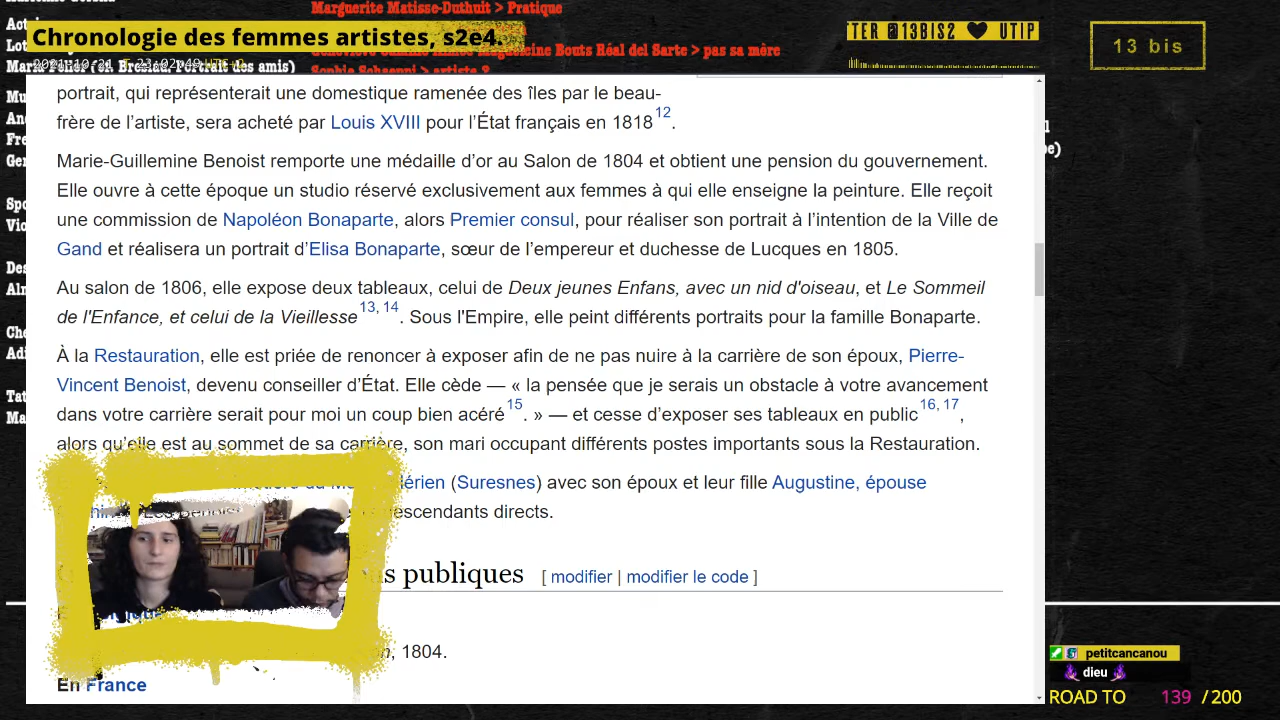 Marguerite Matisse-Duthuit > Pratique
Chronologie des femmes artistes, s2e4.
TER @13BIS2 ♥ UTIP
13 bis
Réal del Sarte > pas sa mère
portrait, qui représenterait une domestique ramenée des îles par le beau-
frère de l'artiste, sera acheté par Louis XVIII pour l'État français en 1818 12.
Marie-Guillemine Benoist remporte une médaille d'or au Salon de 1804 et obtient une pension du gouvernement.
Elle ouvre à cette époque un studio réservé exclusivement aux femmes à qui elle enseigne la peinture. Elle reçoit
une commission de Napoléon Bonaparte, alors Premier consul, pour réaliser son portrait à l'intention de la Ville de
Gand et réalisera un portrait d'Elisa Bonaparte, sœur de l'empereur et duchesse de Lucques en 1805.
Au salon de 1806, elle expose deux tableaux, celui de Deux jeunes Enfans, avec un nid d'oiseau, et Le Sommeil
de l'Enfance, et celui de la Vieillesse 13, 14. Sous l'Empire, elle peint différents portraits pour la famille Bonaparte.
À la Restauration, elle est priée de renoncer à exposer afin de ne pas nuire à la carrière de son époux, Pierre-
Vincent Benoist, devenu conseiller d'État. Elle cède — « la pensée que je serais un obstacle à votre avancement
dans votre carrière serait pour moi un coup bien acéré 15. » — et cesse d'exposer ses tableaux en public 16, 17,
alors qu'elle est au sommet de sa carrière, son mari occupant différents postes importants sous la Restauration.
(Suresnes) avec son époux et leur fille Augustine, épouse
descendants directs.
publiques [ modifier | modifier le code ]
, 1804.
En France
petitcancanou
dieu
ROAD TO 139 / 200